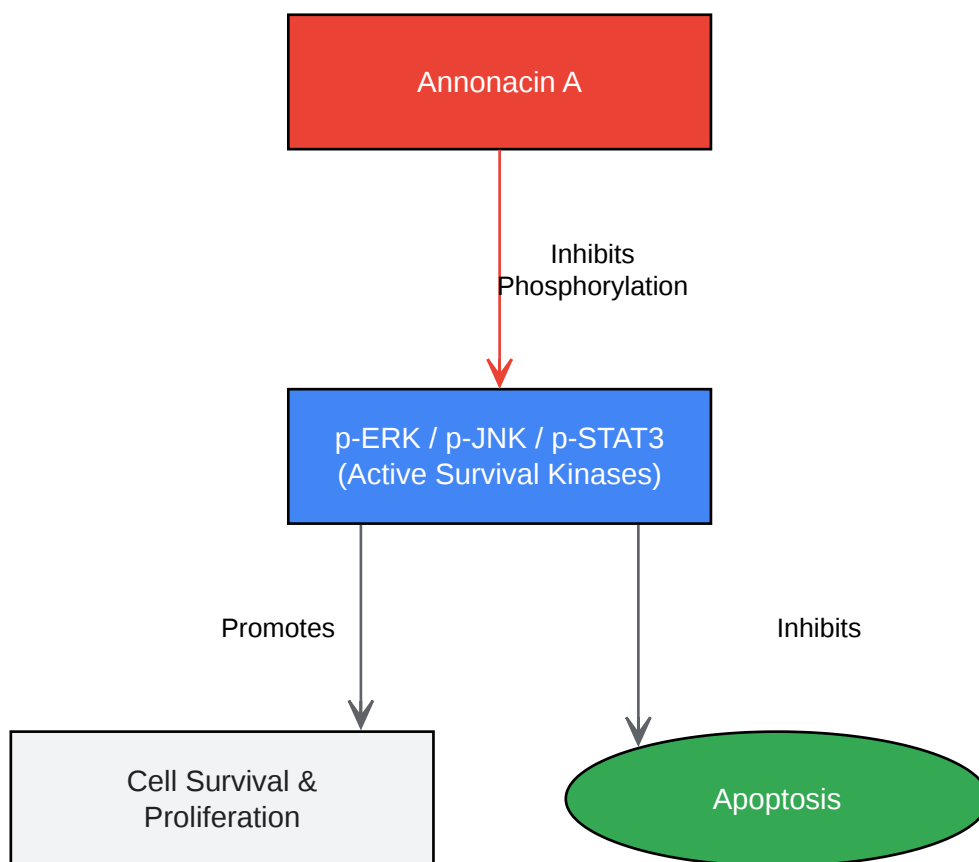 Annonacin A
Inhibits
Phosphorylation
p-ERK / p-JNK / p-STAT3
(Active Survival Kinases)
Promotes
Inhibits
Cell Survival &
Proliferation
Apoptosis